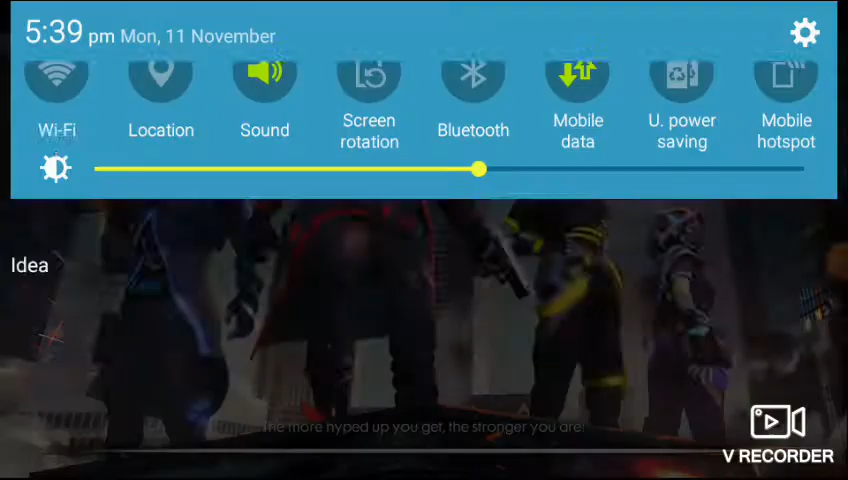 5:39 pm Mon, 11 November
Wi-Fi
Location
Sound
Screen rotation
Bluetooth
Mobile data
U. power saving
Mobile hotspot
Idea
The more hyped up you get, the stronger you are!
V RECORDER